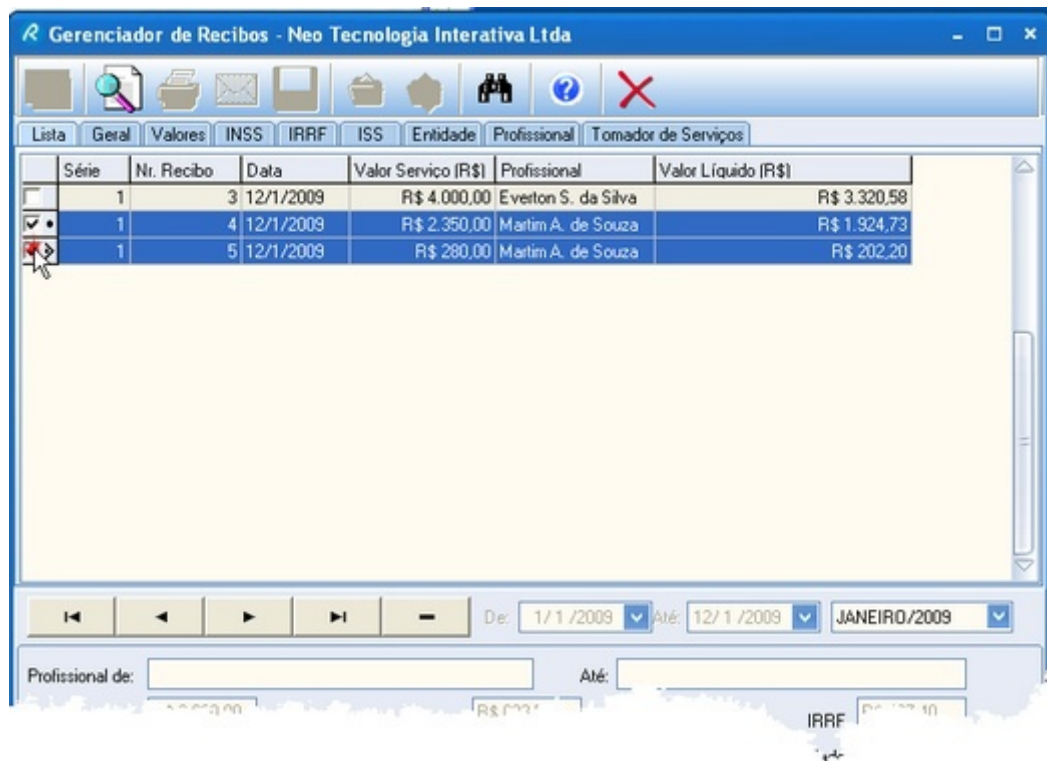 Gerenciador de Recibos - Neo Tecnologia Interativa Ltda
Lista Geral Valores INSS IRRF ISS Entidade Profissional Tomador de Serviços
Série Nr. Recibo Data Valor Serviço (R$) Profissional Valor Líquido (R$)
1 3 12/1/2009 R$ 4.000,00 Everton S. da Silva R$ 3.320,58
1 4 12/1/2009 R$ 2.350,00 Martim A. de Souza R$ 1.924,73
1 5 12/1/2009 R$ 280,00 Martim A. de Souza R$ 202,20
De: 1/ 1 /2009 Até: 12/ 1 /2009 JANEIRO/2009
Profissional de: Até:
R$ IRRF